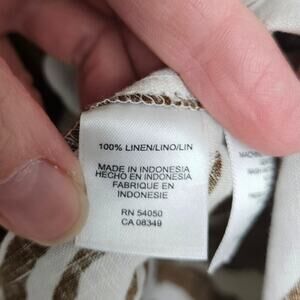 100% LINEN/LINO/LIN
MADE IN INDONESIA
HECHO EN INDONESIA
FABRIQUE EN
INDONESIE
RN 54050
CA 08349